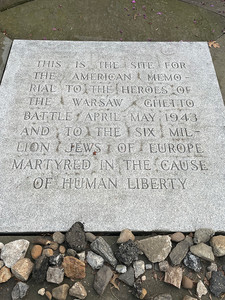 THIS IS THE SITE FOR
THE AMERICAN MEMO-
RIAL TO THE HEROES OF
THE WARSAW GHETTO
BATTLE APRIL-MAY 1943
AND TO THE SIX MIL-
LION JEWS OF EUROPE
MARTYRED IN THE CAUSE
OF HUMAN LIBERTY